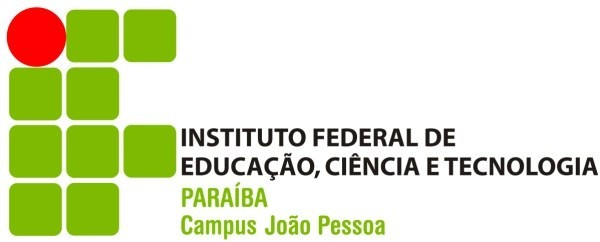 INSTITUTO FEDERAL DE
EDUCAÇÃO, CIÊNCIA E TECNOLOGIA
PARAÍBA
Campus João Pessoa